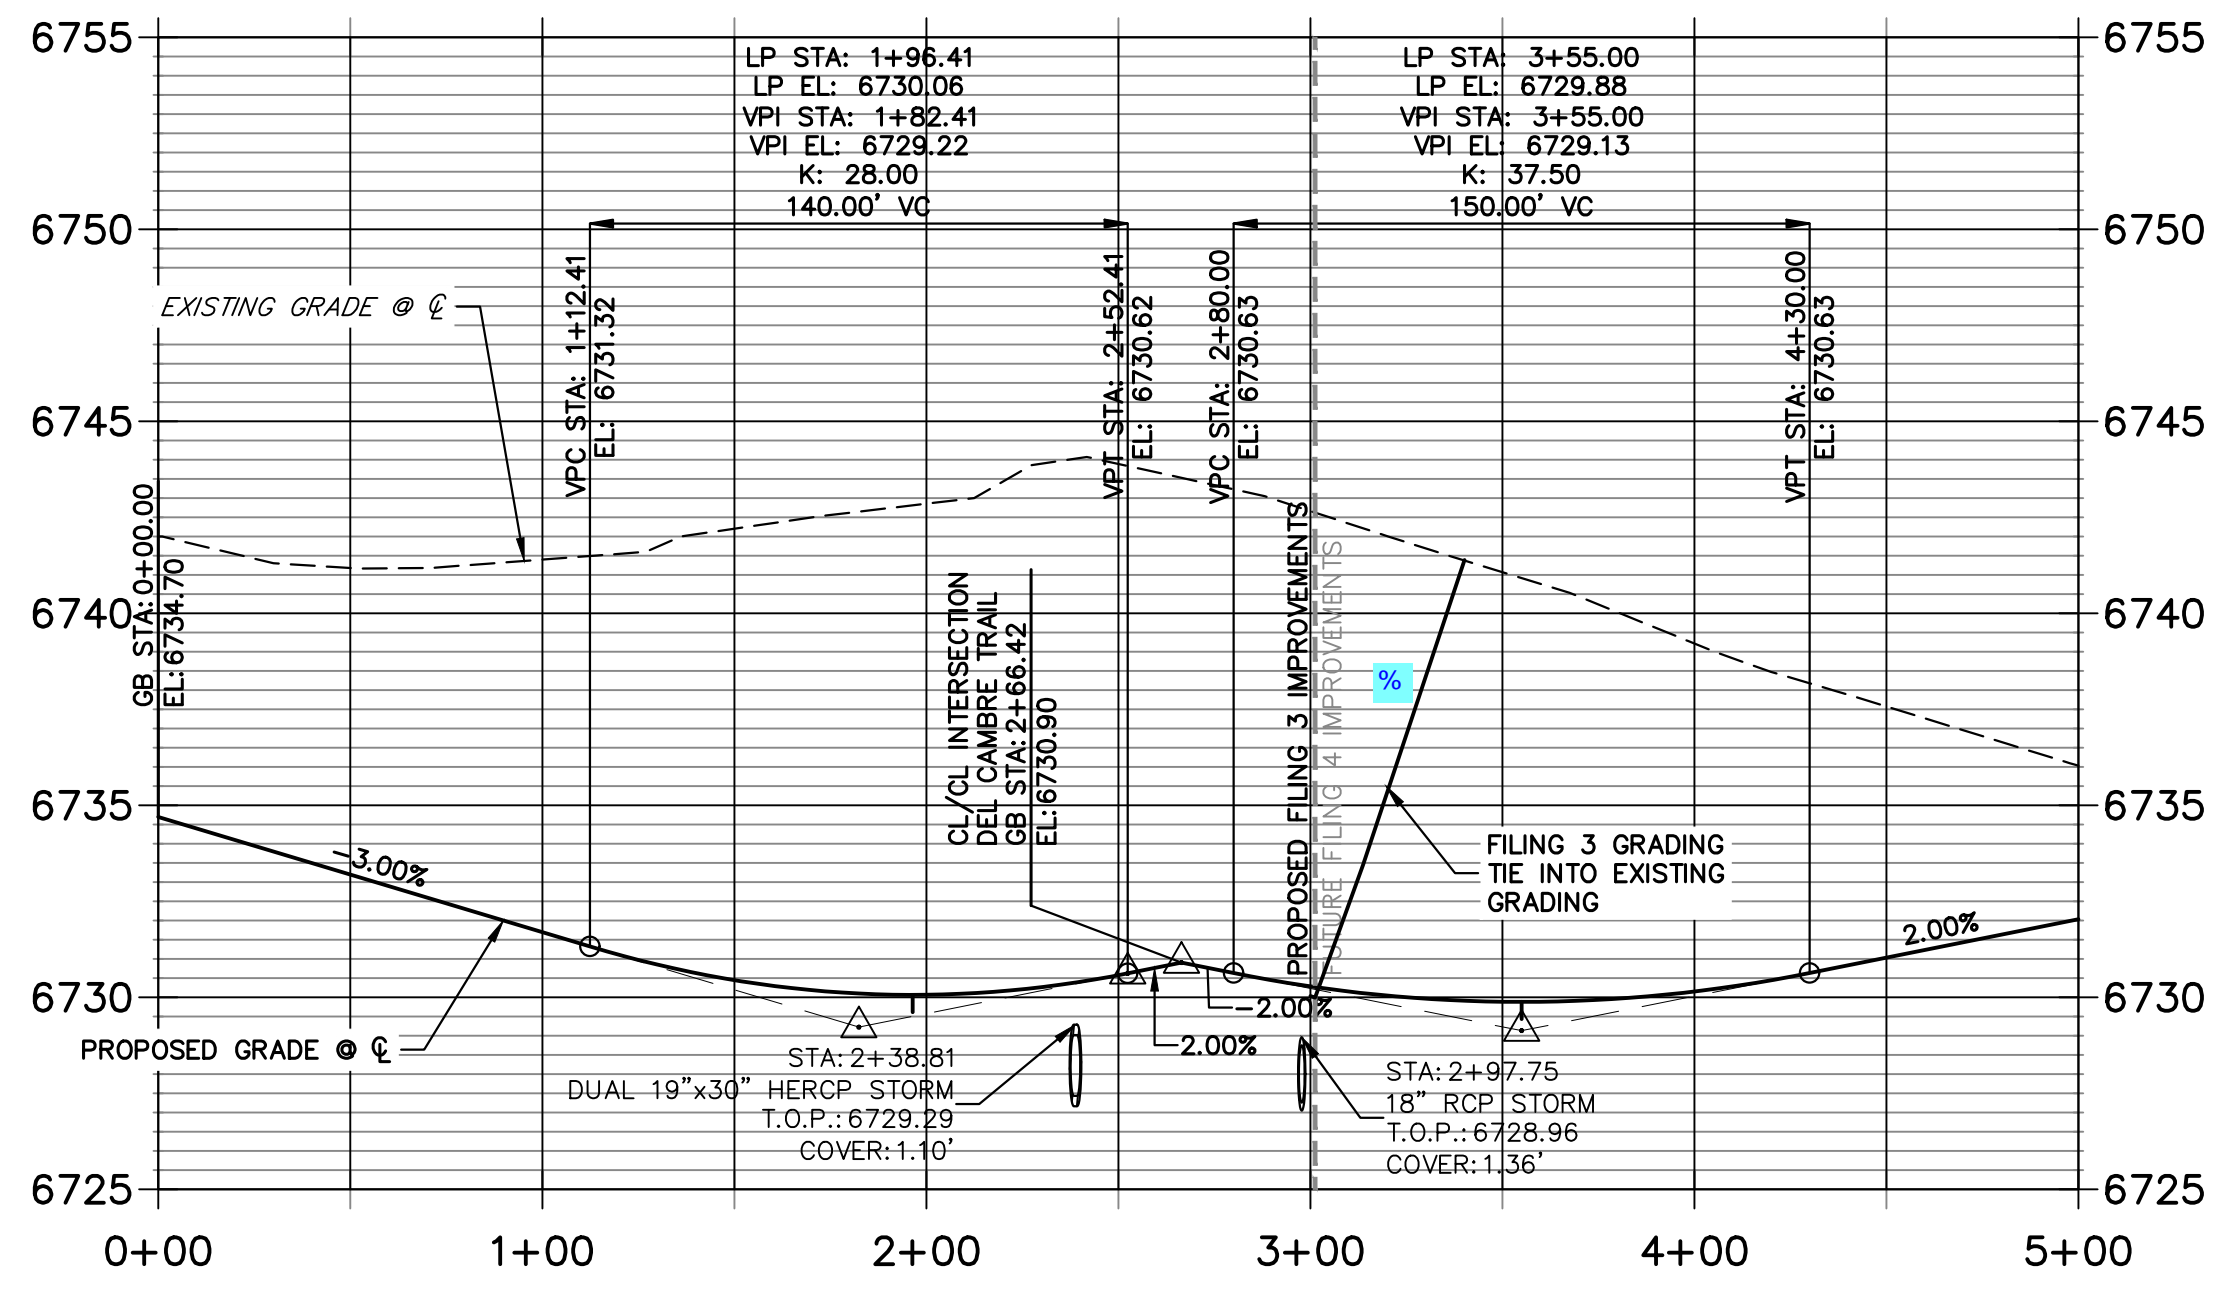 6755
6750
6745
6740
6735
6730
6725
LP STA: 1+96.41
LP EL: 6730.06
VPI STA: 1+82.41
VPI EL: 6729.22
K: 28.00
140.00' VC
LP STA: 3+55.00
LP EL: 6729.88
VPI STA: 3+55.00
VPI EL: 6729.13
K: 37.50
150.00' VC
6755
6750
6745
6740
6735
6730
6725
EXISTING GRADE @ ℄
GB STA: 0+00.00
EL: 6734.70
VPC STA: 1+12.41
EL: 6731.32
VPT STA: 2+52.41
EL: 6730.62
VPC STA: 2+80.00
EL: 6730.63
VPT STA: 4+30.00
EL: 6730.63
CL/CL INTERSECTION
DEL CAMBRE TRAIL
GB STA: 2+66.42
EL: 6730.90
PROPOSED FILING 3 IMPROVEMENTS
FUTURE FILING 4 IMPROVEMENTS
%
FILING 3 GRADING
TIE INTO EXISTING
GRADING
-3.00%
2.00%
-2.00%
2.00%
PROPOSED GRADE @ ℄
STA: 2+38.81
DUAL 19"x30" HERCP STORM
T.O.P.: 6729.29
COVER: 1.10'
STA: 2+97.75
18" RCP STORM
T.O.P.: 6728.96
COVER: 1.36'
0+00
1+00
2+00
3+00
4+00
5+00